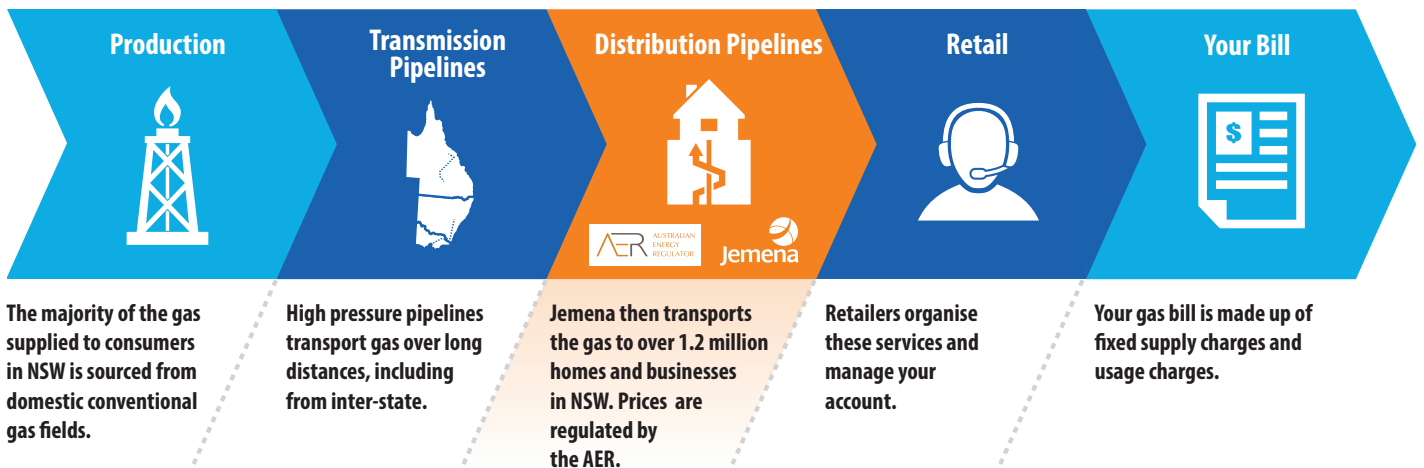 Production
Transmission
Pipelines
Distribution Pipelines
Retail
Your Bill
$
AER
AUSTRALIAN
ENERGY
REGULATOR
Jemena
The majority of the gas
supplied to consumers
in NSW is sourced from
domestic conventional
gas fields.
High pressure pipelines
transport gas over long
distances, including
from inter-state.
Jemena then transports
the gas to over 1.2 million
homes and businesses
in NSW. Prices are
regulated by
the AER.
Retailers organise
these services and
manage your
account.
Your gas bill is made up of
fixed supply charges and
usage charges.